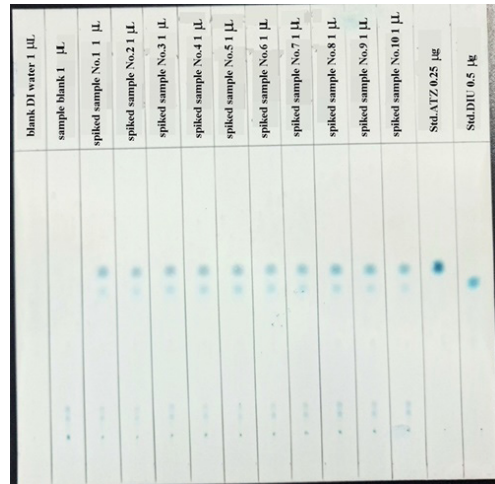 blank DI water 1 µL
sample blank 1 µL
spiked sample No.1 1 µL
spiked sample No.2 1 µL
spiked sample No.3 1 µL
spiked sample No.4 1 µL
spiked sample No.5 1 µL
spiked sample No.6 1 µL
spiked sample No.7 1 µL
spiked sample No.8 1 µL
spiked sample No.9 1 µL
spiked sample No.10 1 µL
Std.ATZ 0.25 µg
Std.DIU 0.5 µg